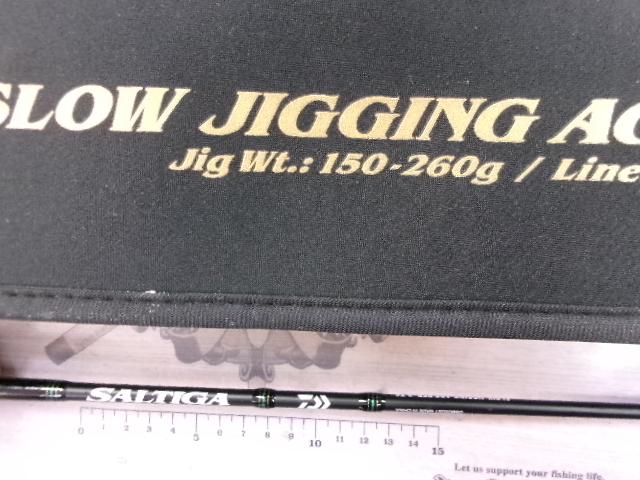 SLOW JIGGING
Jig Wt.: 150-260g / Line
SALTIGA
0 1 2 3 4 5 6 7 8 9 10 11 12 13 14 15
Let us support your fishing life.